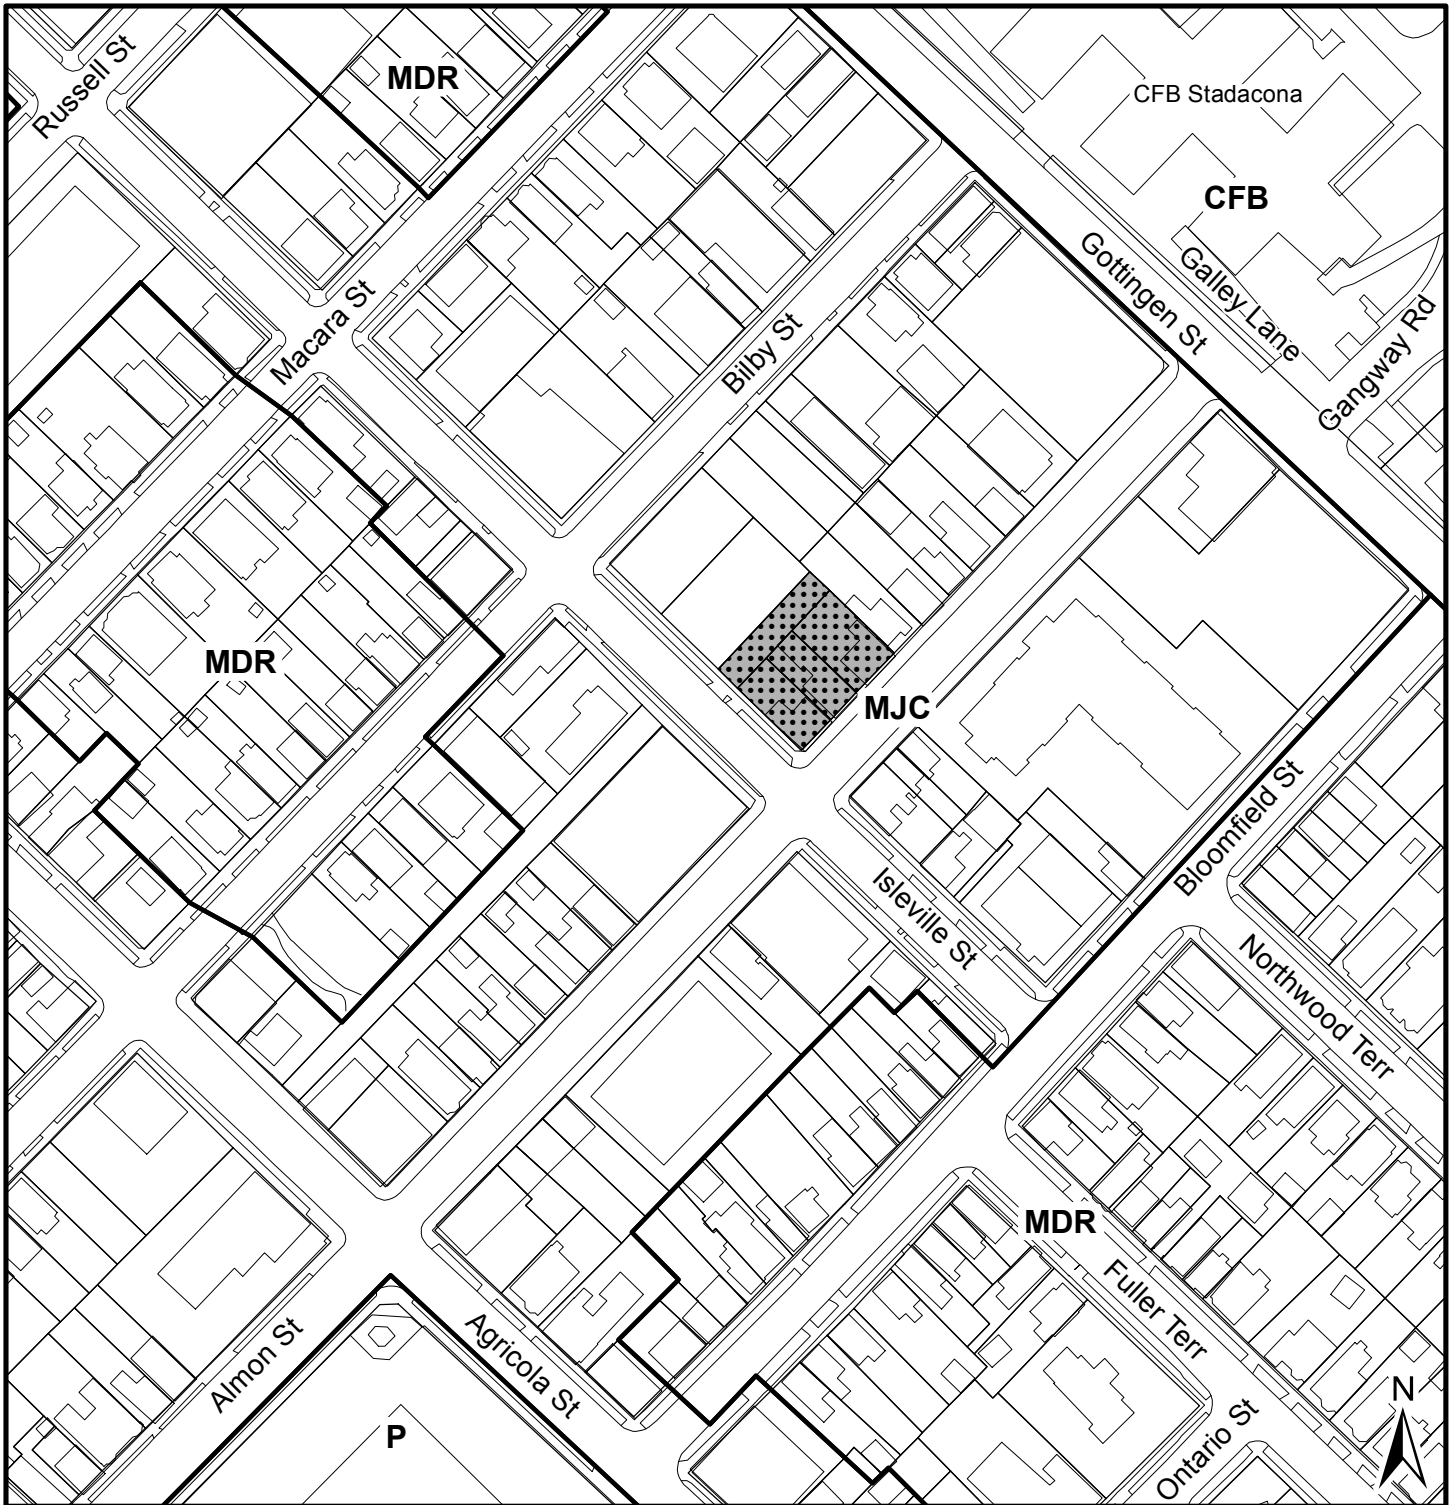 MDR
Russell St
CFB Stadacona
CFB
Gottingen St
Galley Lane
Gangway Rd
Macara St
Bilby St
MDR
MJC
Bloomfield St
Isleville St
Northwood Terr
MDR
Fuller Terr
Almon St
Agricola St
P
Ontario St
N